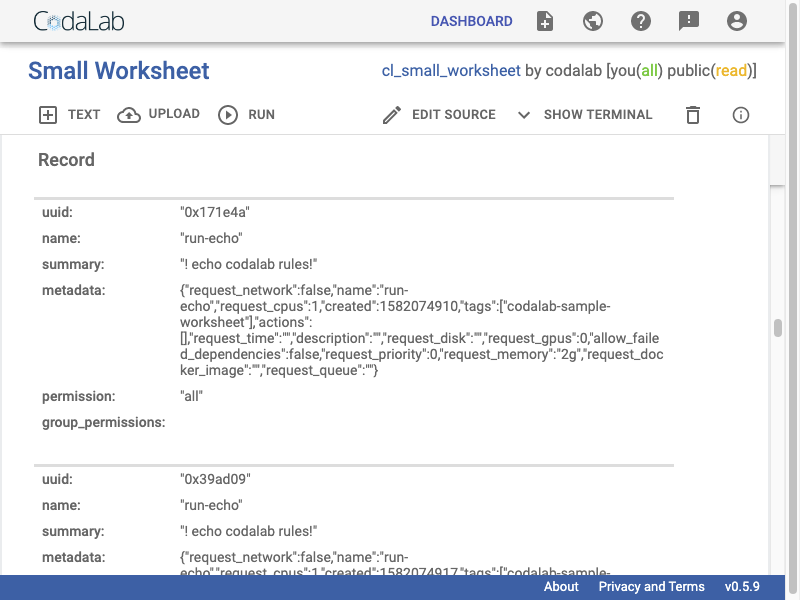 CodaLab
DASHBOARD
Small Worksheet
cl_small_worksheet by codalab [you(all) public(read)]
TEXT
UPLOAD
RUN
EDIT SOURCE
SHOW TERMINAL
Record
uuid: "0x171e4a"
name: "run-echo"
summary: "! echo codalab rules!"
metadata: {"request_network":false,"name":"run-
echo","request_cpus":1,"created":1582074910,"tags":["codalab-sample-
worksheet"],"actions":
[],"request_time":"","description":"","request_disk":"","request_gpus":0,"allow_faile
d_dependencies":false,"request_priority":0,"request_memory":"2g","request_doc
ker_image":"","request_queue":""}
permission: "all"
group_permissions:
uuid: "0x39ad09"
name: "run-echo"
summary: "! echo codalab rules!"
metadata: {"request_network":false,"name":"run-
echo","request_cpus":1,"created":1582074917,"tags":["codalab-sample-
About
Privacy and Terms
v0.5.9